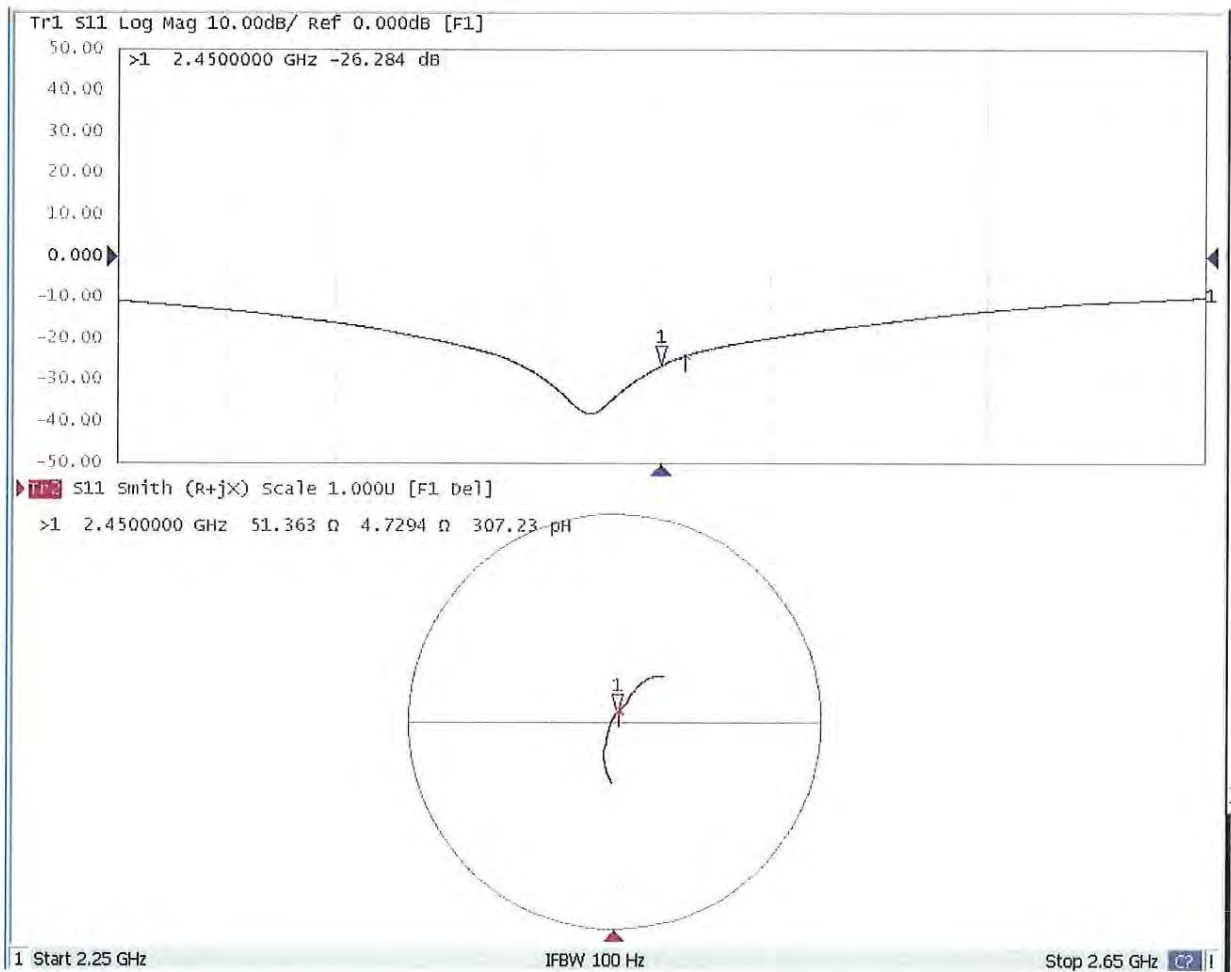 Tr1 S11 Log Mag 10.00dB/ Ref 0.000dB [F1]
50.00
>1 2.4500000 GHz -26.284 dB
40.00
30.00
20.00
10.00
0.000
-10.00
1
-20.00
1
-30.00
-40.00
-50.00
Tr2 S11 Smith (R+jX) Scale 1.000U [F1 Del]
>1 2.4500000 GHz 51.363 Ω 4.7294 Ω 307.23 pH
1
1 Start 2.25 GHz IFBW 100 Hz Stop 2.65 GHz C?